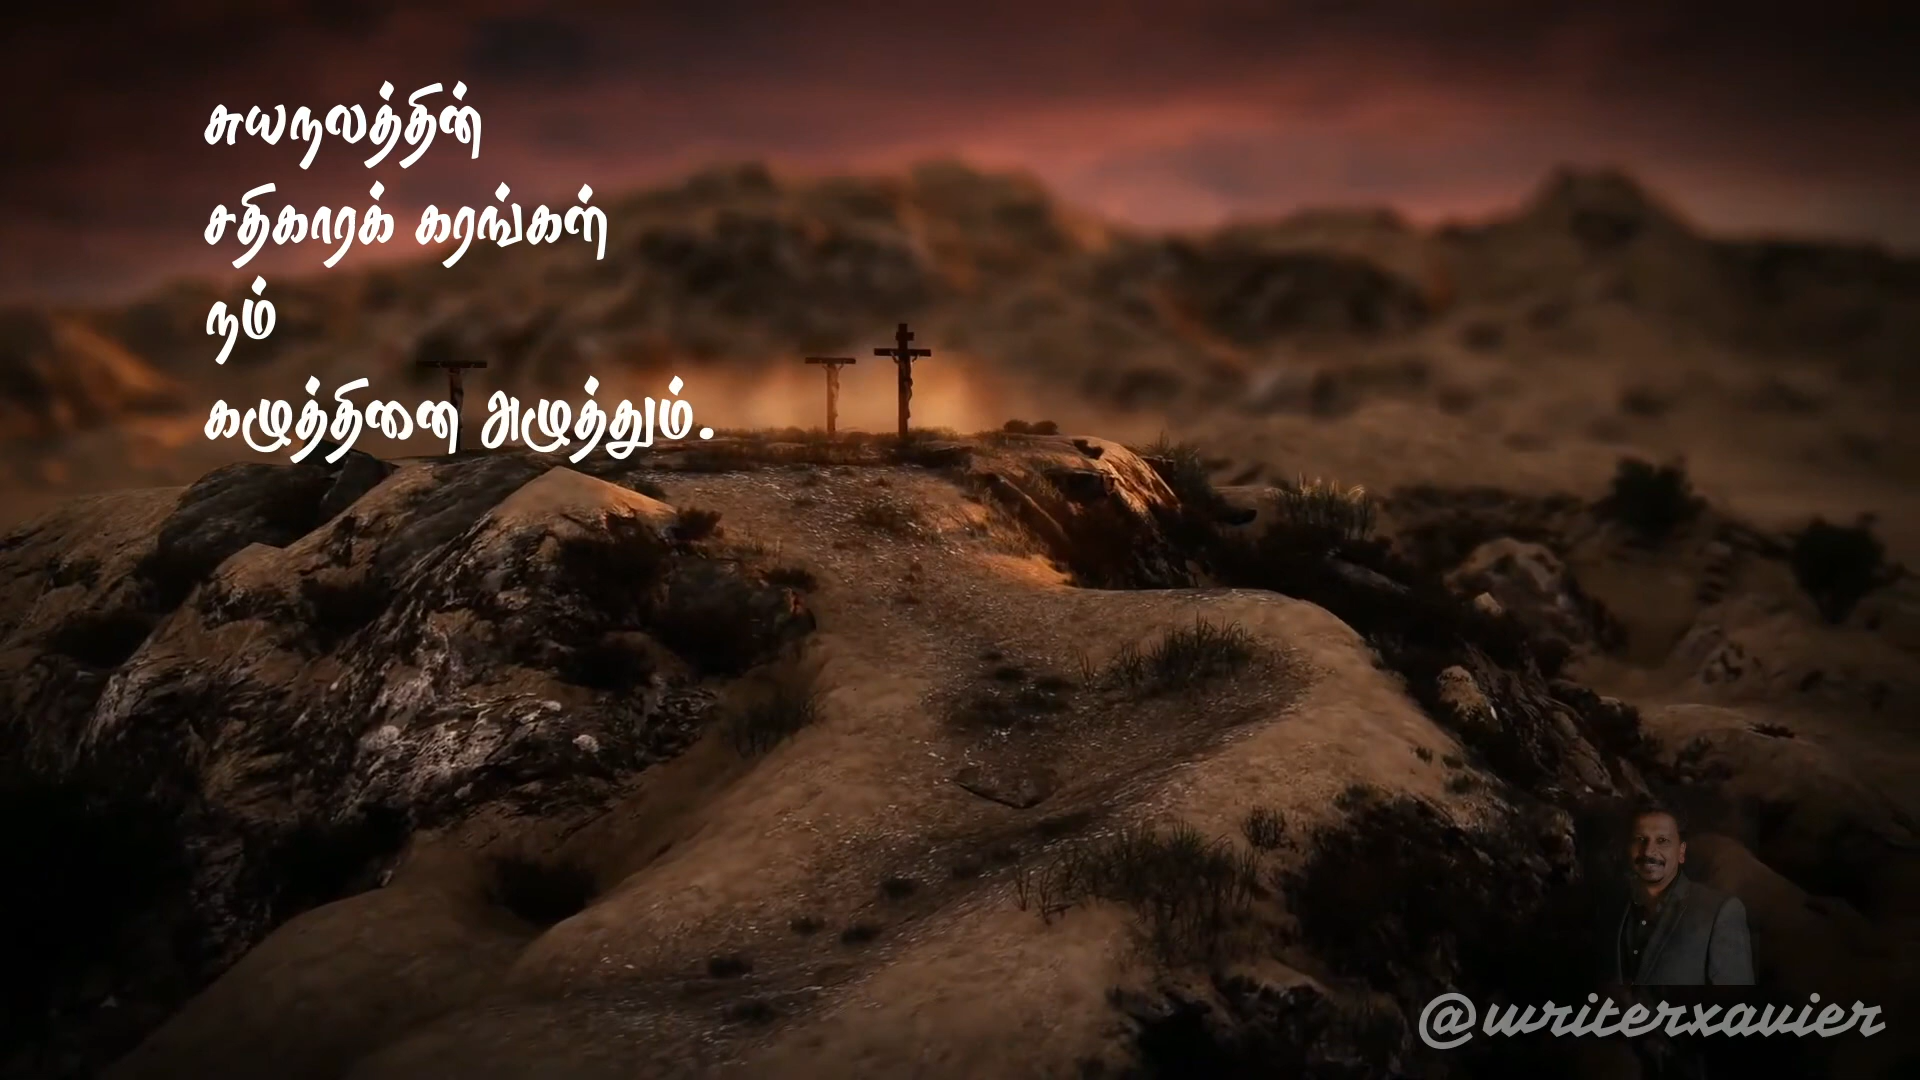 சுயநலத்தின்
சதிகாரக் கரங்கள்
நம்
கழுத்தினை அழுத்தும்.
@writerxavier